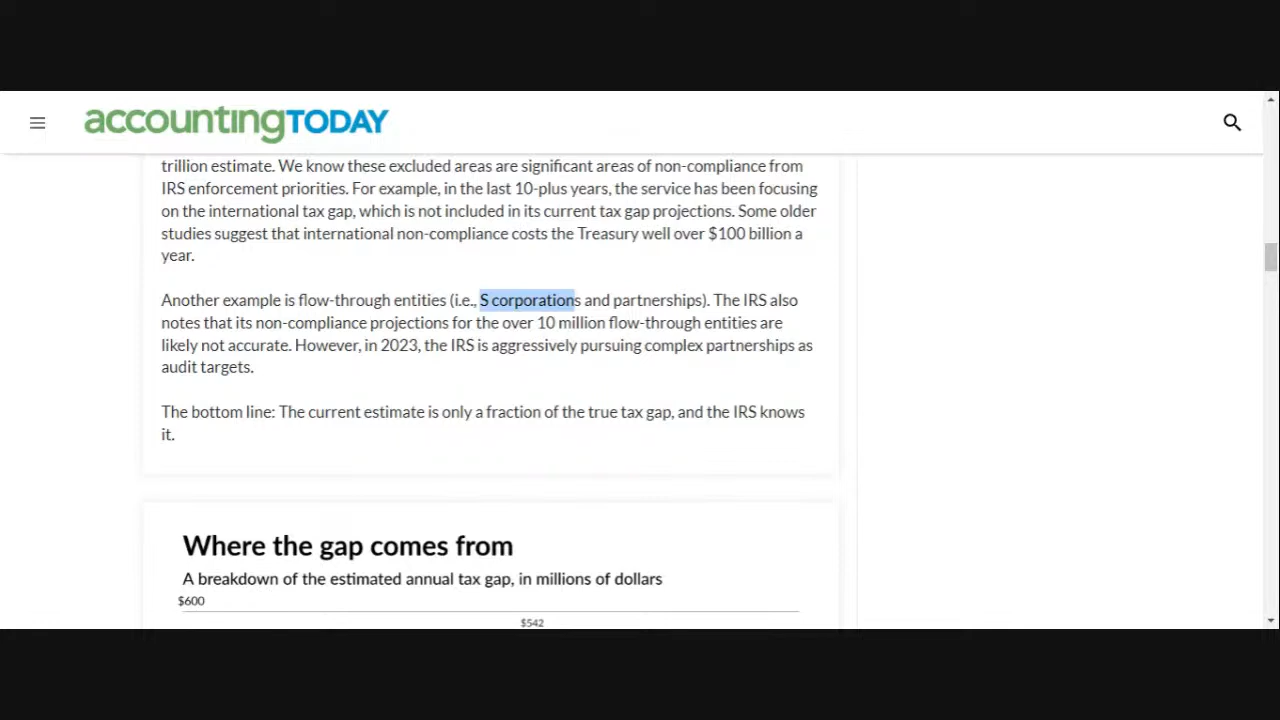 accountingTODAY
trillion estimate. We know these excluded areas are significant areas of non-compliance from
IRS enforcement priorities. For example, in the last 10-plus years, the service has been focusing
on the international tax gap, which is not included in its current tax gap projections. Some older
studies suggest that international non-compliance costs the Treasury well over $100 billion a
year.
Another example is flow-through entities (i.e., S corporations and partnerships). The IRS also
notes that its non-compliance projections for the over 10 million flow-through entities are
likely not accurate. However, in 2023, the IRS is aggressively pursuing complex partnerships as
audit targets.
The bottom line: The current estimate is only a fraction of the true tax gap, and the IRS knows
it.
Where the gap comes from
A breakdown of the estimated annual tax gap, in millions of dollars
$600
$542